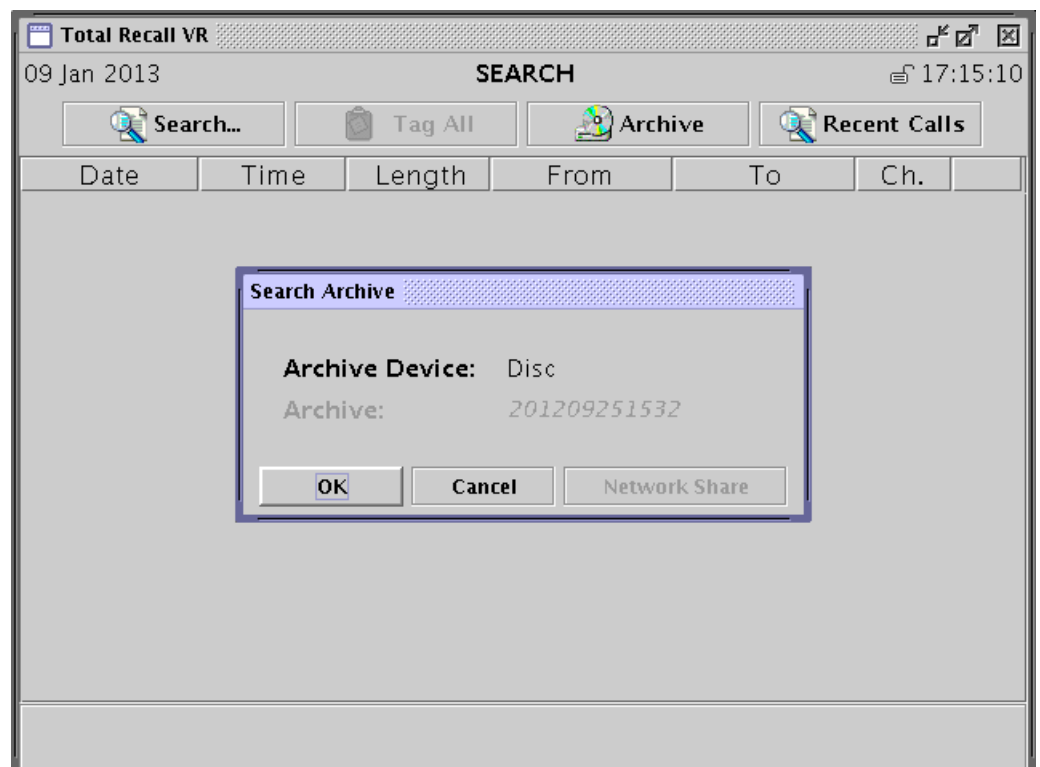 Total Recall VR
09 Jan 2013 SEARCH 17:15:10
Search... Tag All Archive Recent Calls
Date Time Length From To Ch.
Search Archive
Archive Device: Disc
Archive: 201209251532
OK Cancel Network Share